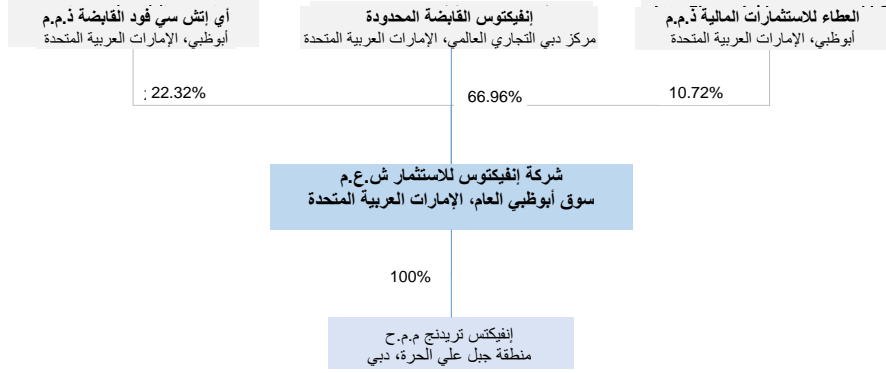 العطاء للاستثمارات المالية ذ.م.م
أبوظبي، الإمارات العربية المتحدة
إنفيكتوس القابضة المحدودة
مركز دبي التجاري العالمي، الإمارات العربية المتحدة
أي إتش سي فود القابضة ذ.م.م
أبوظبي، الإمارات العربية المتحدة
10.72%
66.96%
22.32%
شركة إنفيكتوس للاستثمار ش.ع.م
سوق أبوظبي العام، الإمارات العربية المتحدة
100%
إنفيكتس تريدنج م.م.ح
منطقة جبل علي الحرة، دبي